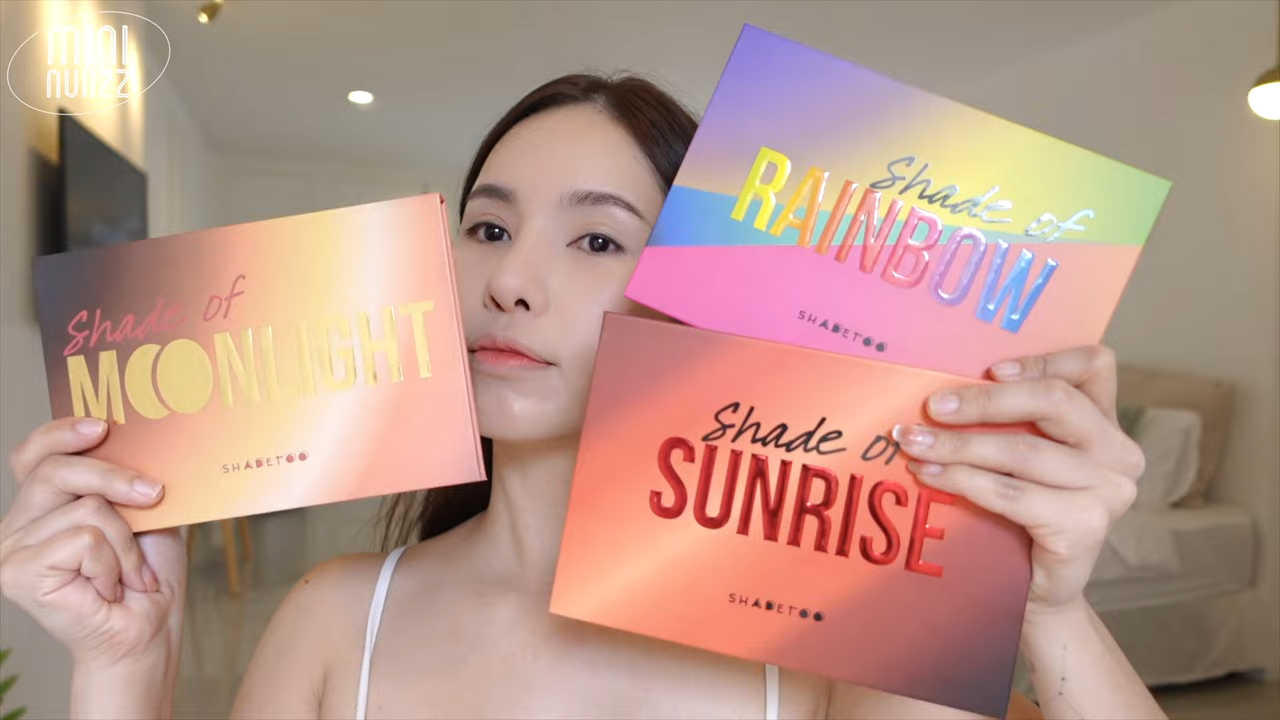 MINI
NUNZZ
Shade of
MOONLIGHT
SHADETOO
Shade of
RAINBOW
SHADETOO
Shade of
SUNRISE
SHADETOO